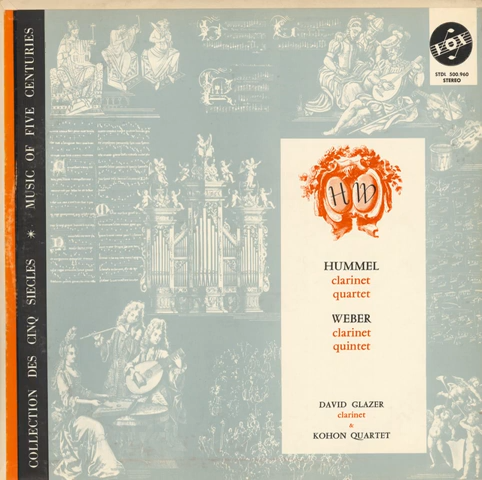 COLLECTION DES CINQ SIECLES * MUSIC OF FIVE CENTURIES
VOX
STDL 500.960
STEREO
HW
HUMMEL
clarinet
quartet
WEBER
clarinet
quintet
DAVID GLAZER
clarinet
&
KOHON QUARTET